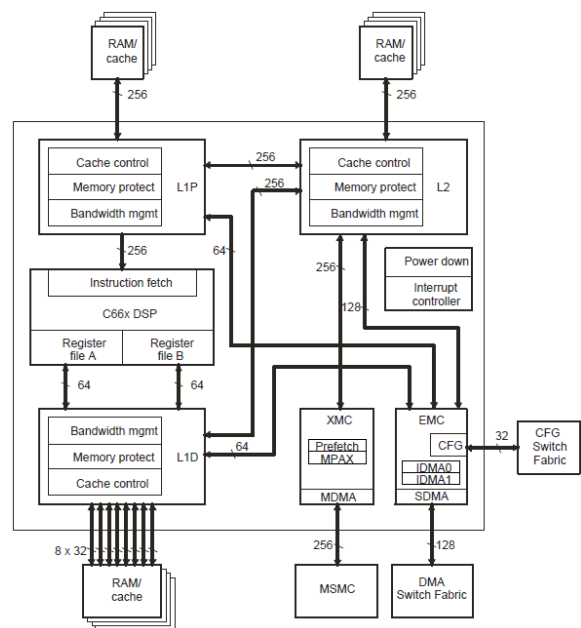 RAM/
cache
RAM/
cache
256
256
Cache control
Memory protect
Bandwidth mgmt
L1P
256
256
Cache control
Memory protect
Bandwidth mgmt
L2
256
64
256
128
Power down
Interrupt
controller
Instruction fetch
C66x DSP
Register
file A
Register
file B
64
64
Bandwidth mgmt
Memory protect
Cache control
L1D
64
XMC
Prefetch
MPAX
MDMA
EMC
CFG
IDMA0
IDMA1
SDMA
32
CFG
Switch
Fabric
8 x 32
256
128
RAM/
cache
MSMC
DMA
Switch Fabric